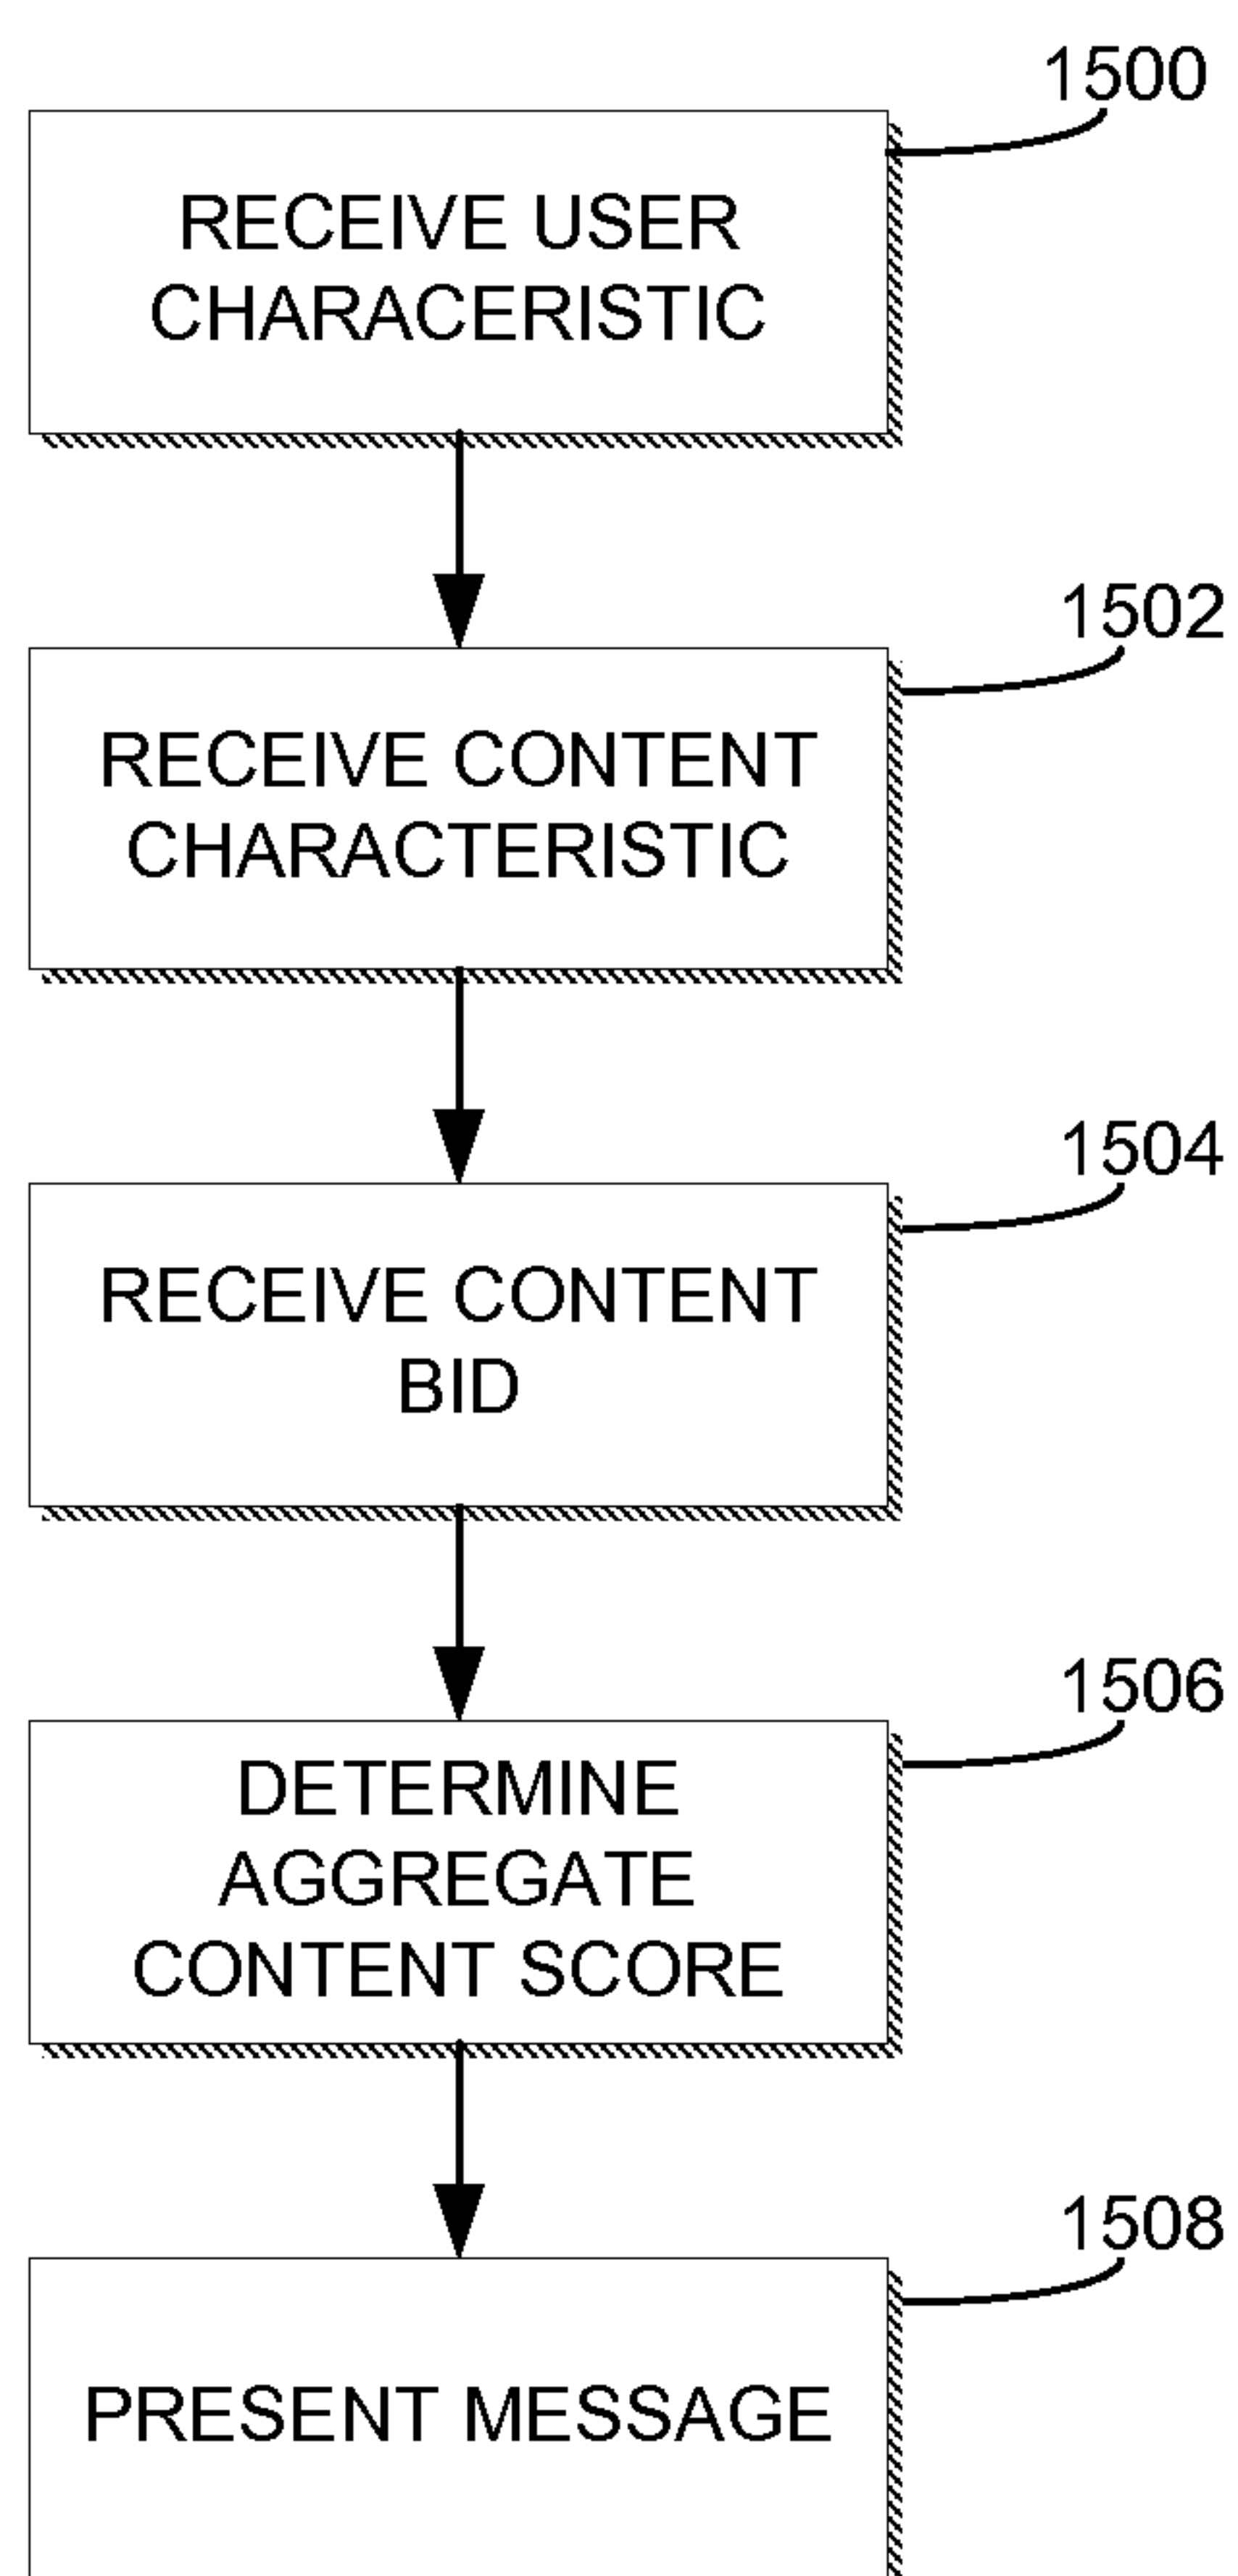 1500
RECEIVE USER
CHARACERISTIC
1502
RECEIVE CONTENT
CHARACTERISTIC
1504
RECEIVE CONTENT
BID
1506
DETERMINE
AGGREGATE
CONTENT SCORE
1508
PRESENT MESSAGE